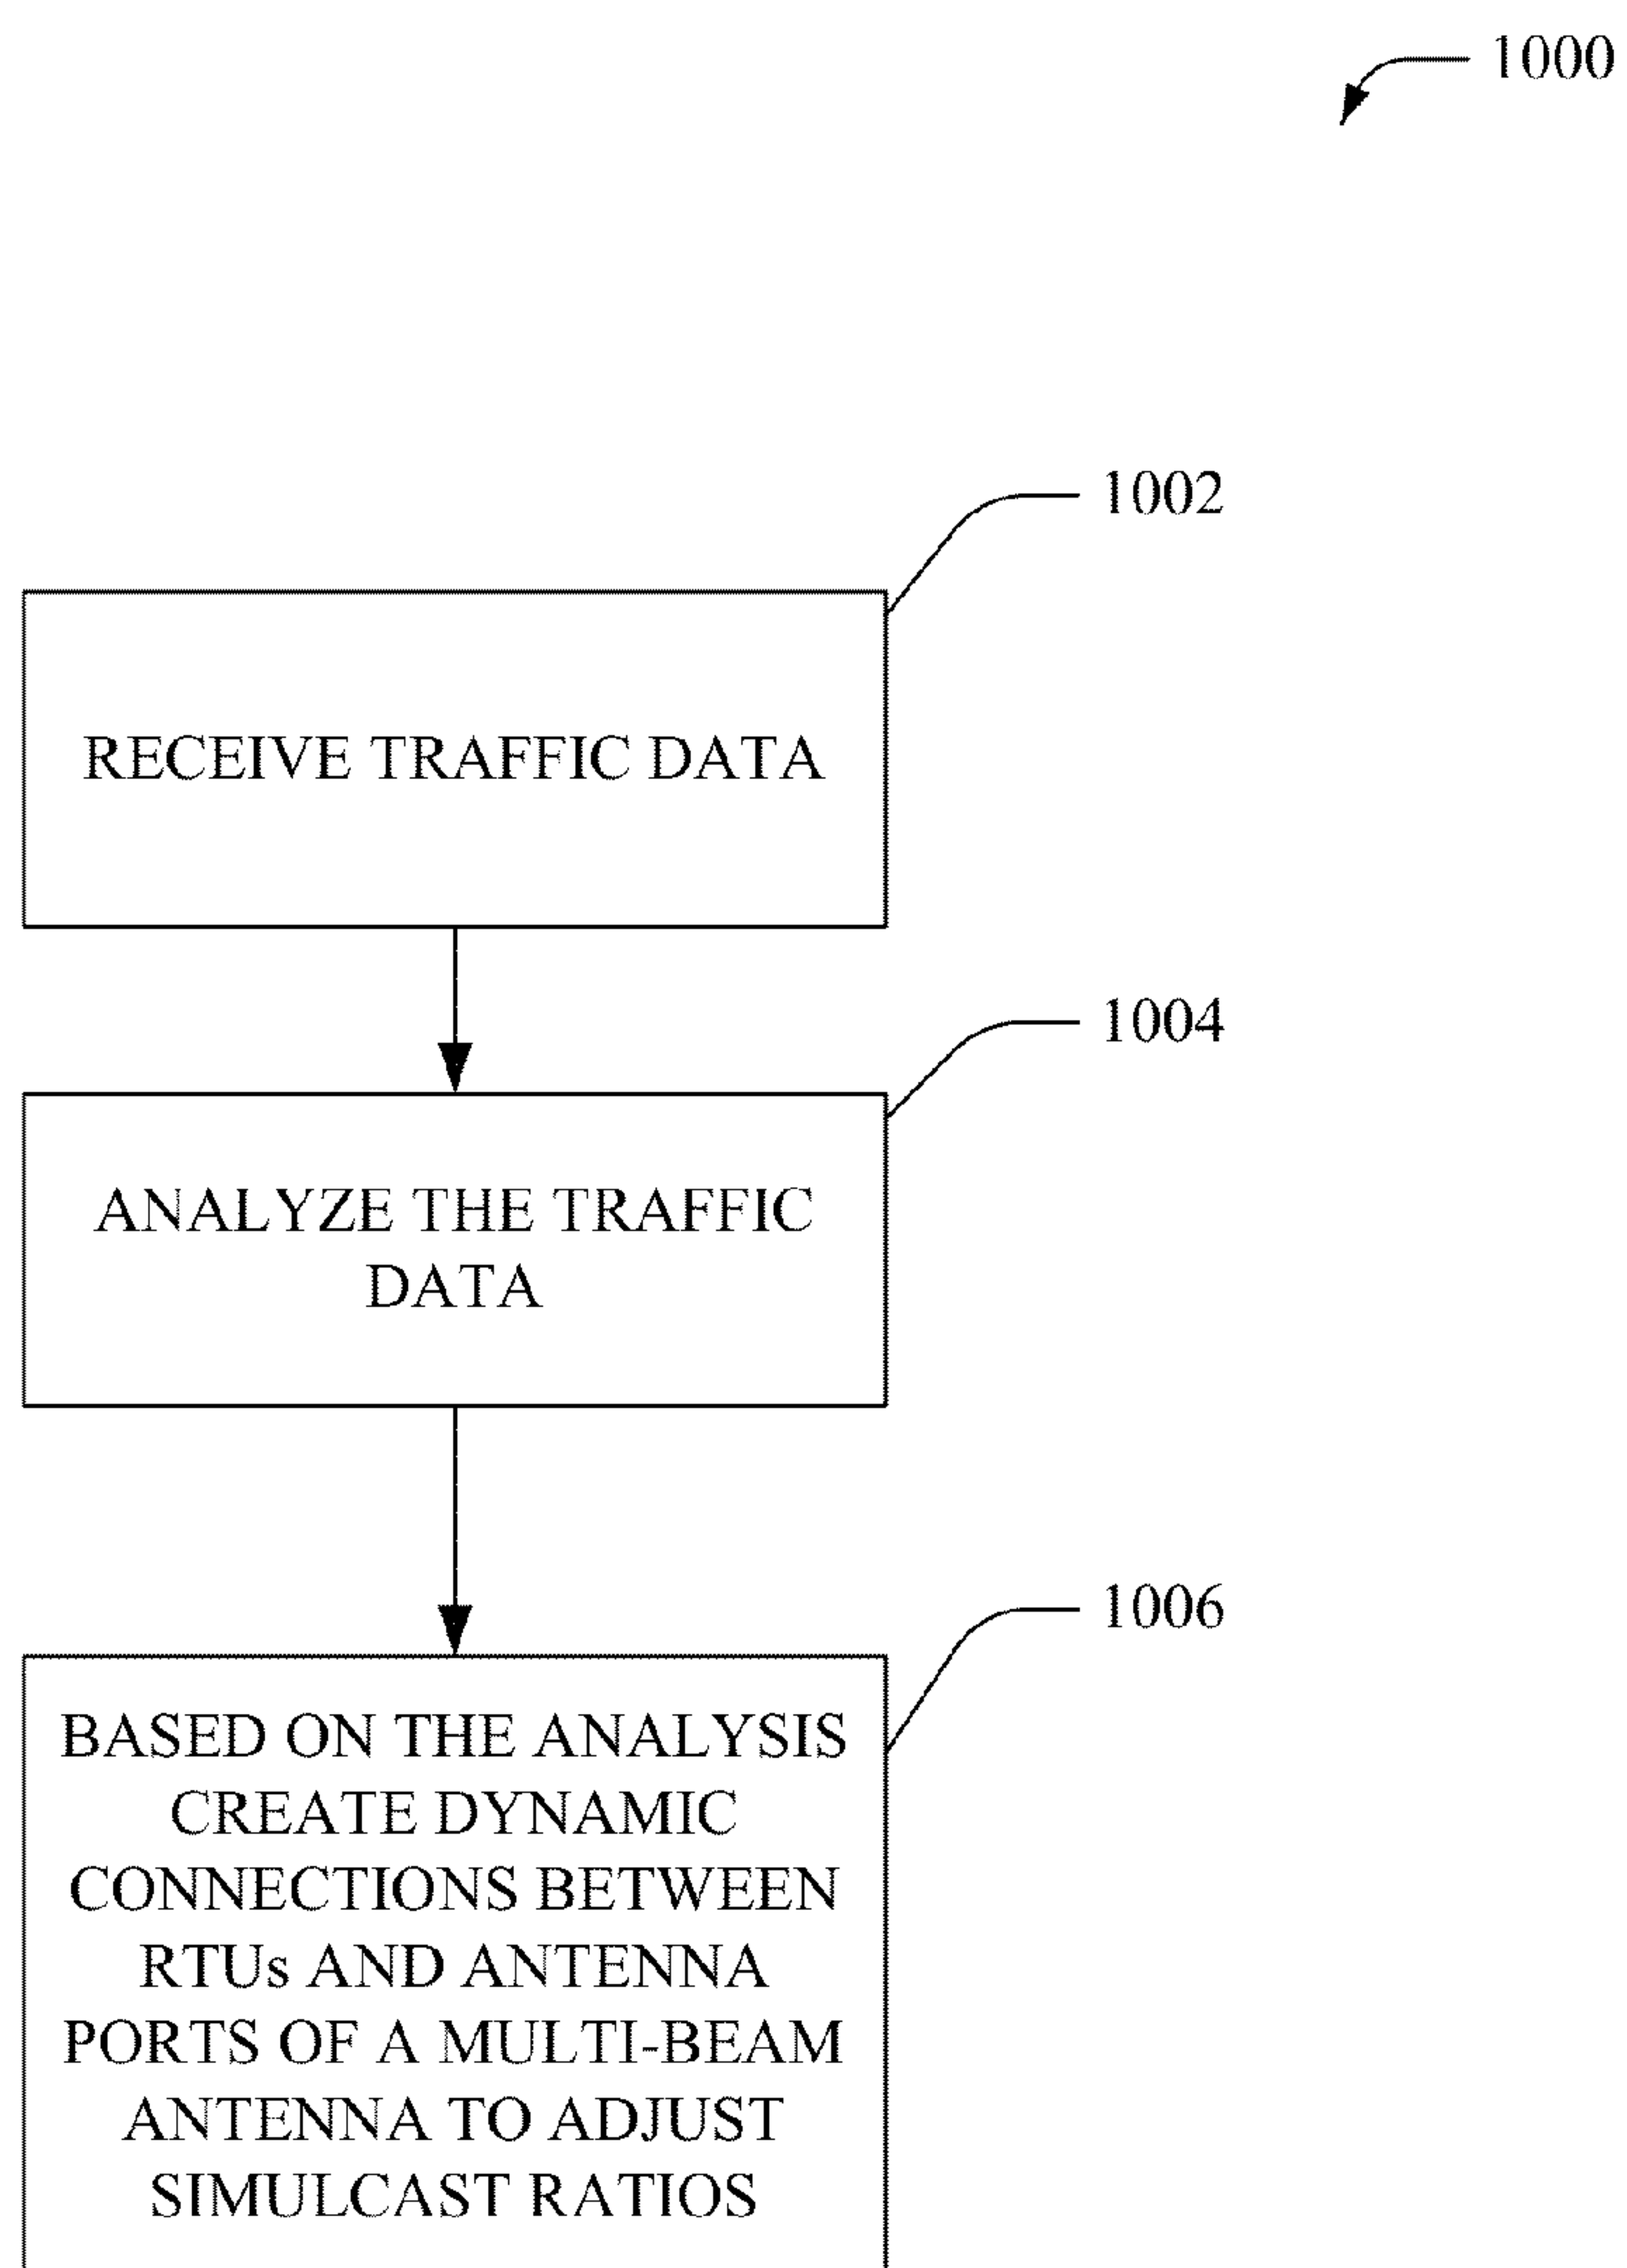 1000
1002
RECEIVE TRAFFIC DATA
1004
ANALYZE THE TRAFFIC
DATA
1006
BASED ON THE ANALYSIS
CREATE DYNAMIC
CONNECTIONS BETWEEN
RTUs AND ANTENNA
PORTS OF A MULTI-BEAM
ANTENNA TO ADJUST
SIMULCAST RATIOS